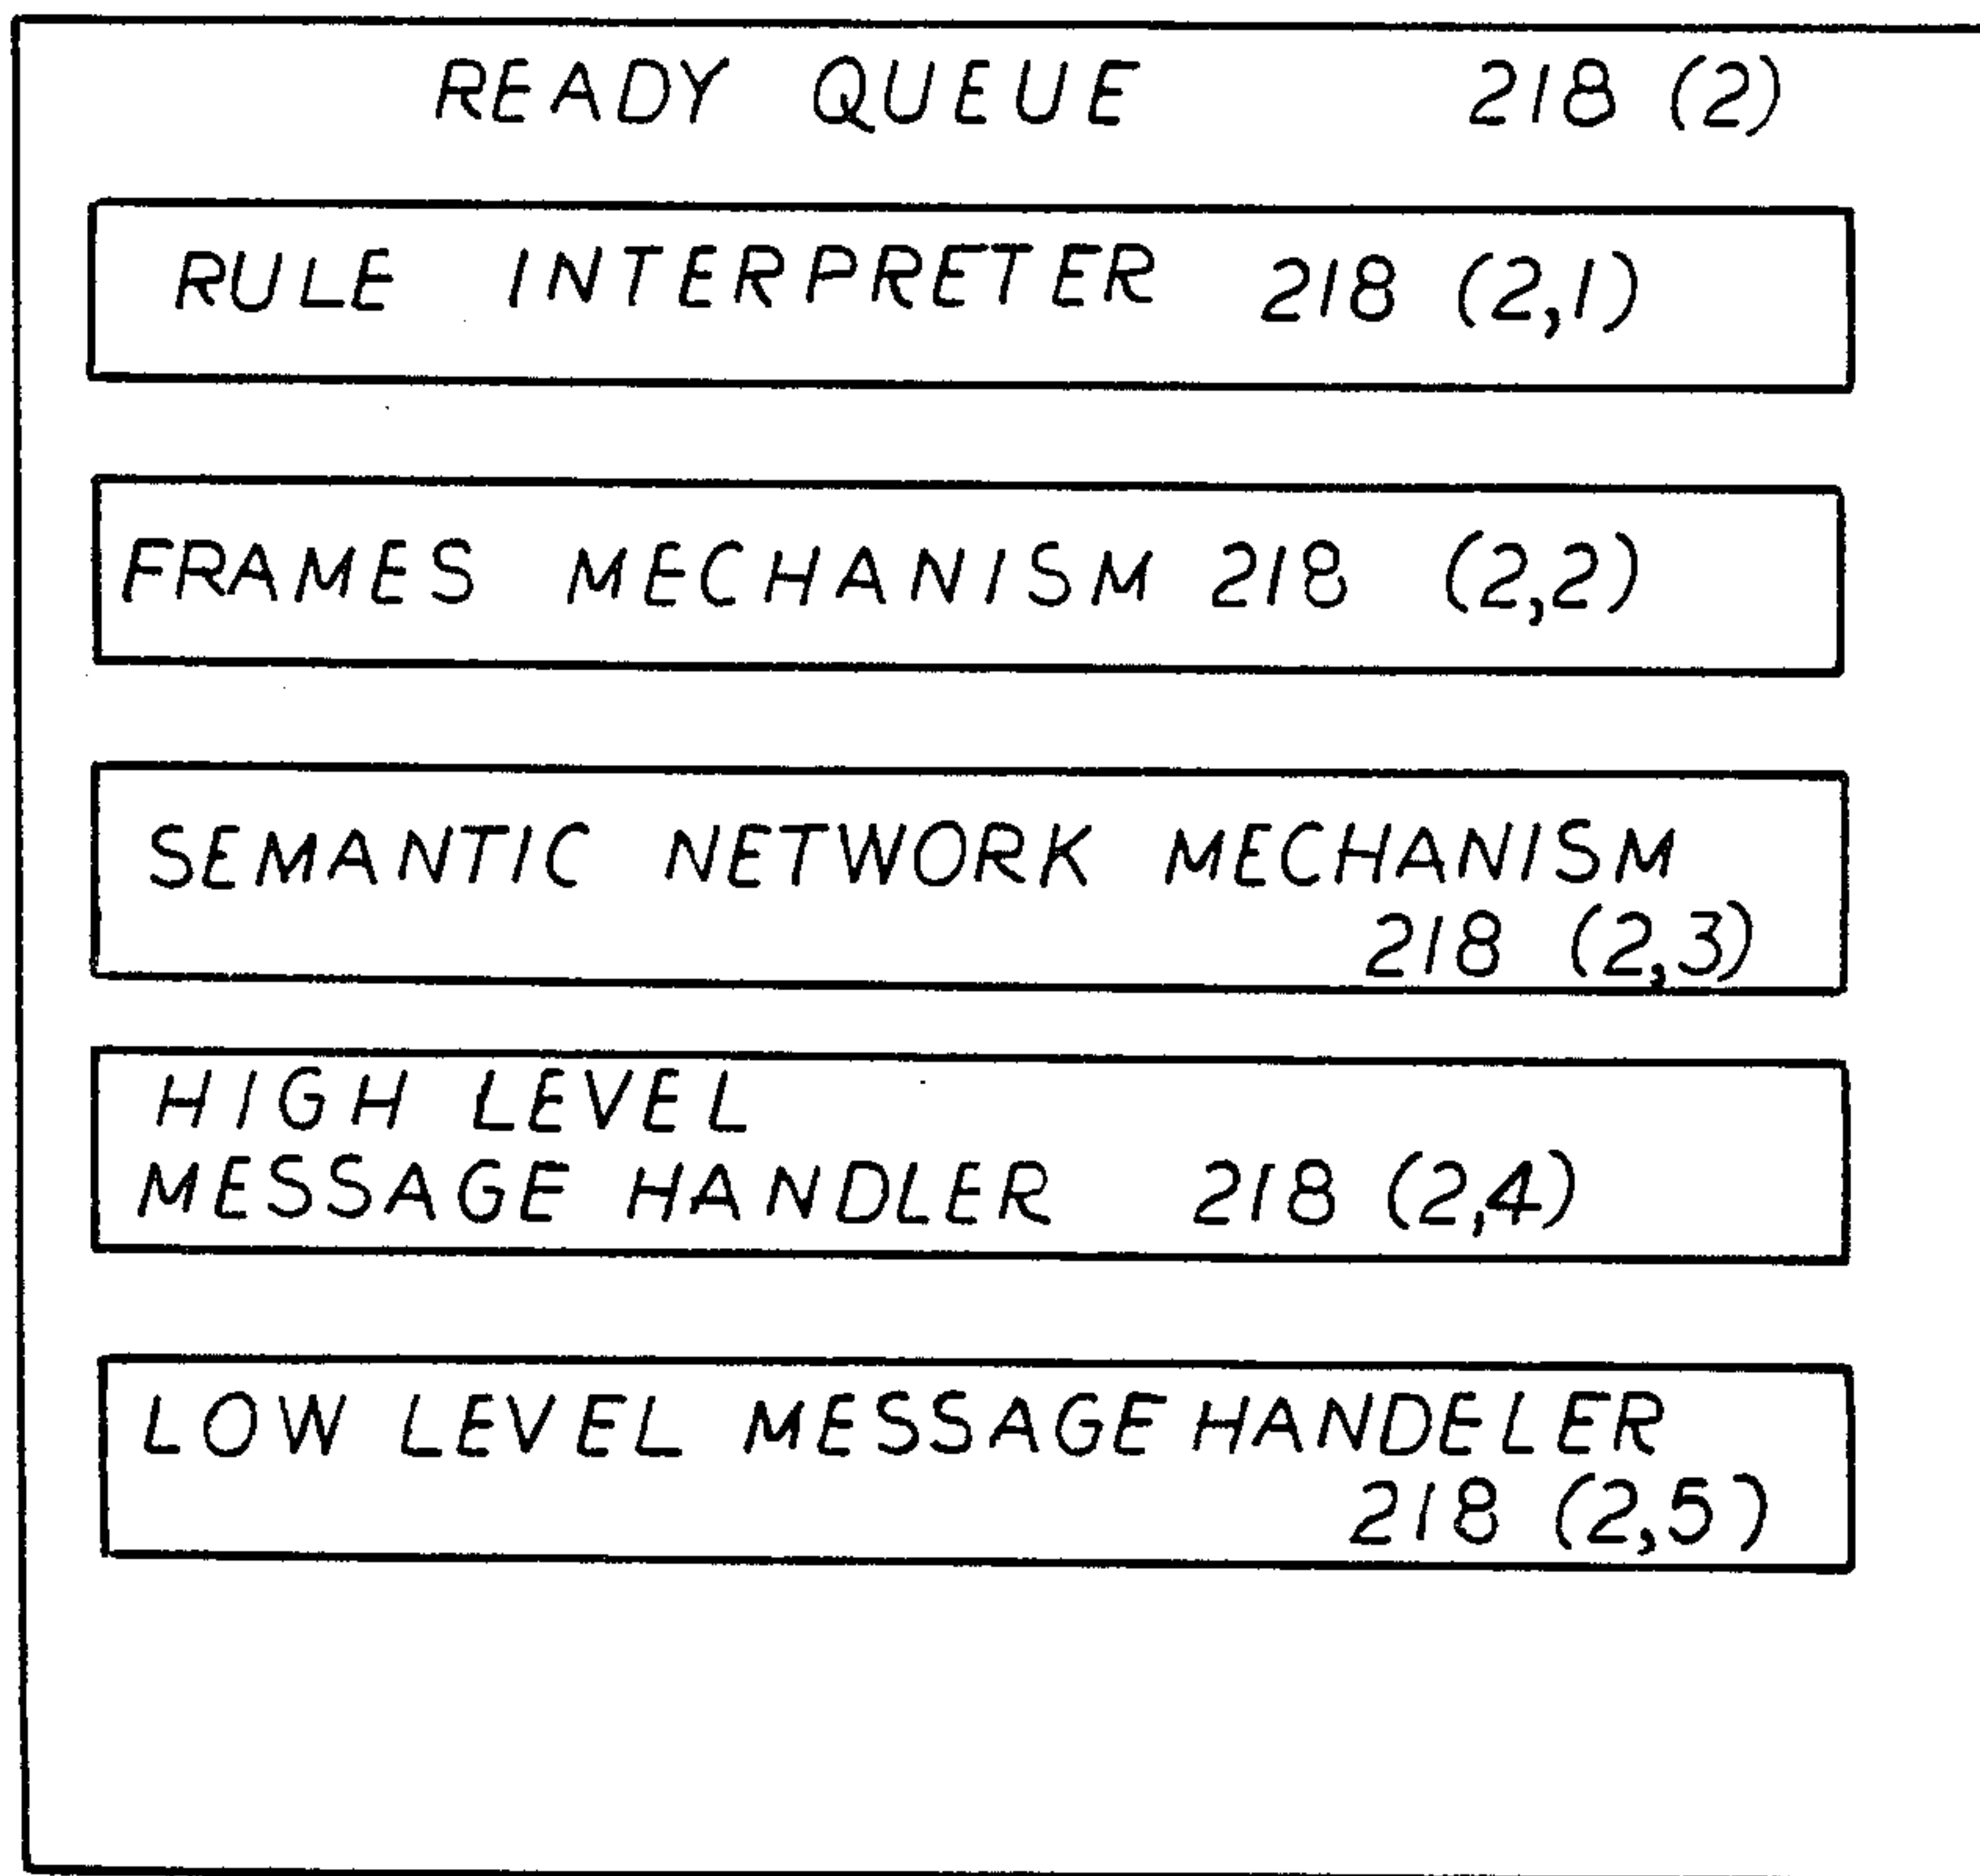 READY QUEUE 218 (2)
RULE INTERPRETER 218 (2,1)
FRAMES MECHANISM 218 (2,2)
SEMANTIC NETWORK MECHANISM
218 (2,3)
HIGH LEVEL
MESSAGE HANDLER 218 (2,4)
LOW LEVEL MESSAGE HANDELER
218 (2,5)